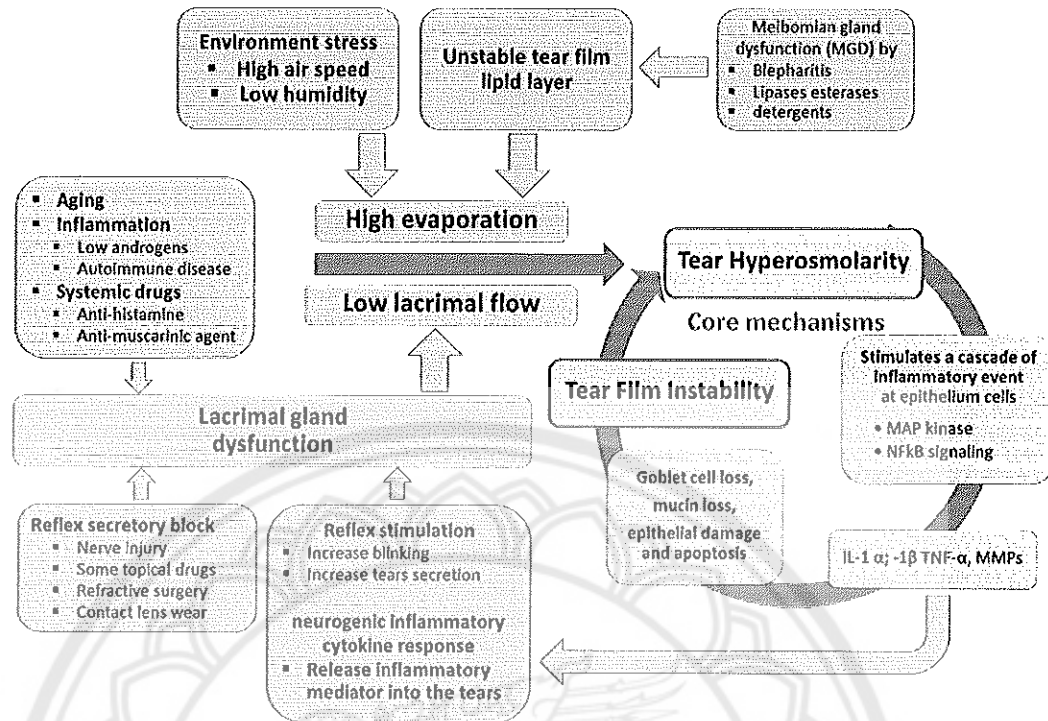 Environment stress
▪ High air speed
▪ Low humidity
Unstable tear film
lipid layer
Meibomian gland
dysfunction (MGD) by
▪ Blepharitis
▪ Lipases esterases
▪ detergents
▪ Aging
▪ Inflammation
▪ Low androgens
▪ Autoimmune disease
▪ Systemic drugs
▪ Anti-histamine
▪ Anti-muscarinic agent
High evaporation
Low lacrimal flow
Tear Hyperosmolarity
Core mechanisms
Stimulates a cascade of
inflammatory event
at epithelium cells
• MAP kinase
• NFkB signaling
Tear Film Instability
Lacrimal gland
dysfunction
Goblet cell loss,
mucin loss,
epithelial damage
and apoptosis
IL-1 α; -1β TNF-α, MMPs
Reflex secretory block
▪ Nerve injury
▪ Some topical drugs
▪ Refractive surgery
▪ Contact lens wear
Reflex stimulation
▪ Increase blinking
▪ Increase tears secretion
neurogenic inflammatory
cytokine response
▪ Release inflammatory
mediator into the tears